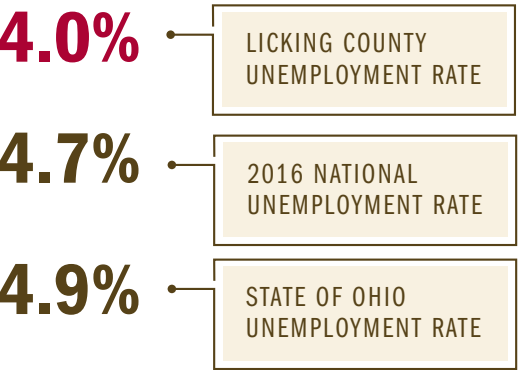 4.0%
LICKING COUNTY
UNEMPLOYMENT RATE
4.7%
2016 NATIONAL
UNEMPLOYMENT RATE
4.9%
STATE OF OHIO
UNEMPLOYMENT RATE